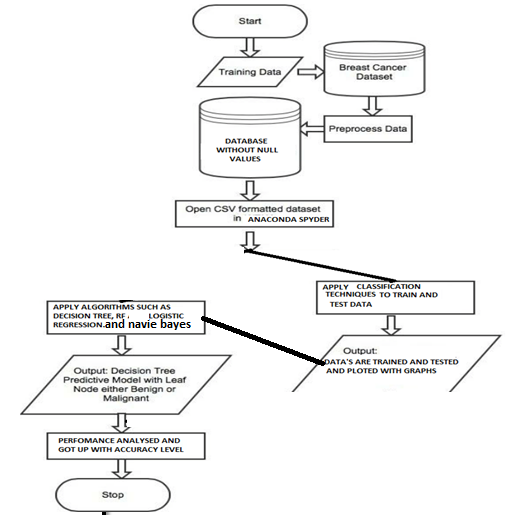 Start
Training Data
Breast Cancer
Dataset
Preprocess Data
DATABASE
WITHOUT NULL
VALUES
Open CSV formatted dataset
in ANACONDA SPYDER
APPLY CLASSIFICATION
TECHNIQUES TO TRAIN AND
TEST DATA
Output:
DATA'S ARE TRAINED AND TESTED
AND PLOTED WITH GRAPHS
APPLY ALGORITHMS SUCH AS
DECISION TREE, RF, LOGISTIC
REGRESSION.and navie bayes
Output: Decision Tree
Predictive Model with Leaf
Node either Benign or
Malignant
PERFOMANCE ANALYSED AND
GOT UP WITH ACCURACY LEVEL
Stop